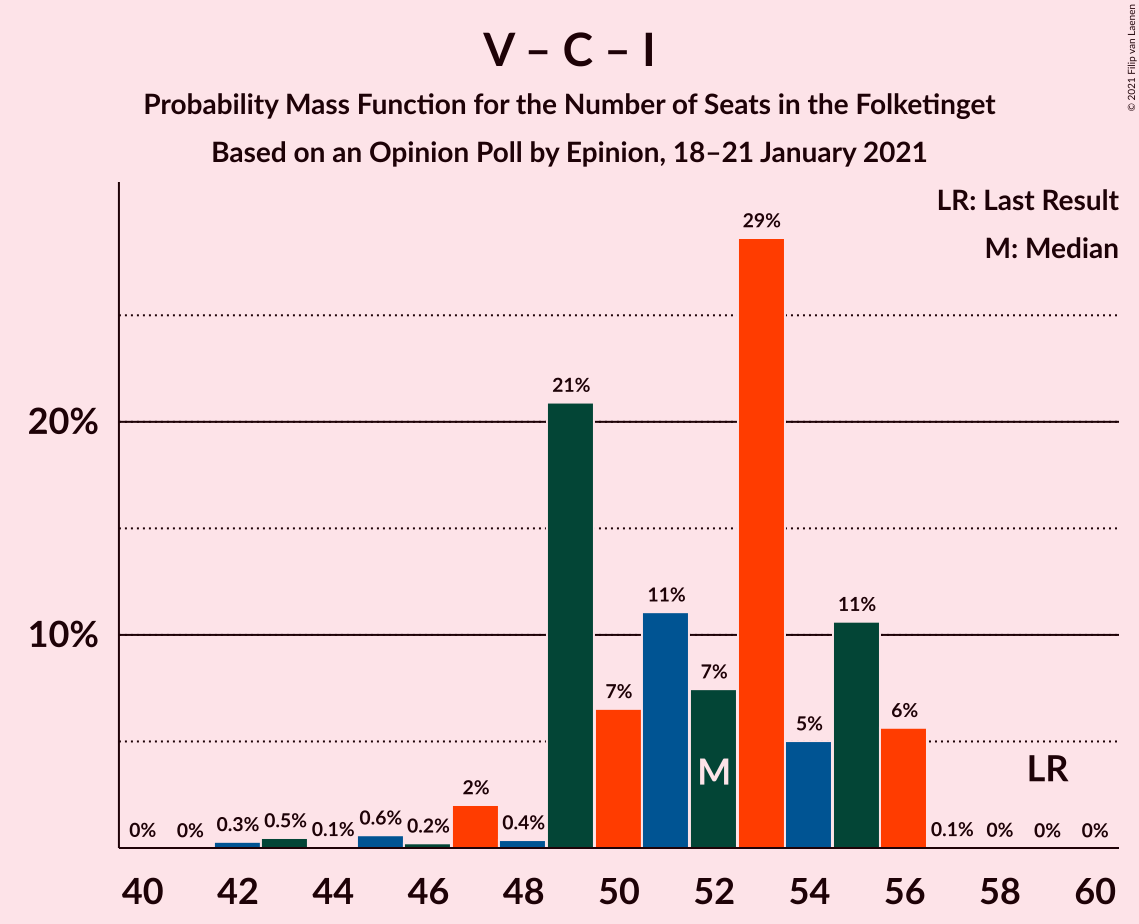 V – C – I
Probability Mass Function for the Number of Seats in the Folketinget
Based on an Opinion Poll by Epinion, 18–21 January 2021
© 2021 Filip van Laenen
LR: Last Result
M: Median
29%
21%
20%
11%
11%
10%
7%
7%
6%
5%
M
LR
2%
0% 0% 0.3% 0.5% 0.1% 0.6% 0.2% 0.4% 0.1% 0% 0% 0%
40 42 44 46 48 50 52 54 56 58 60